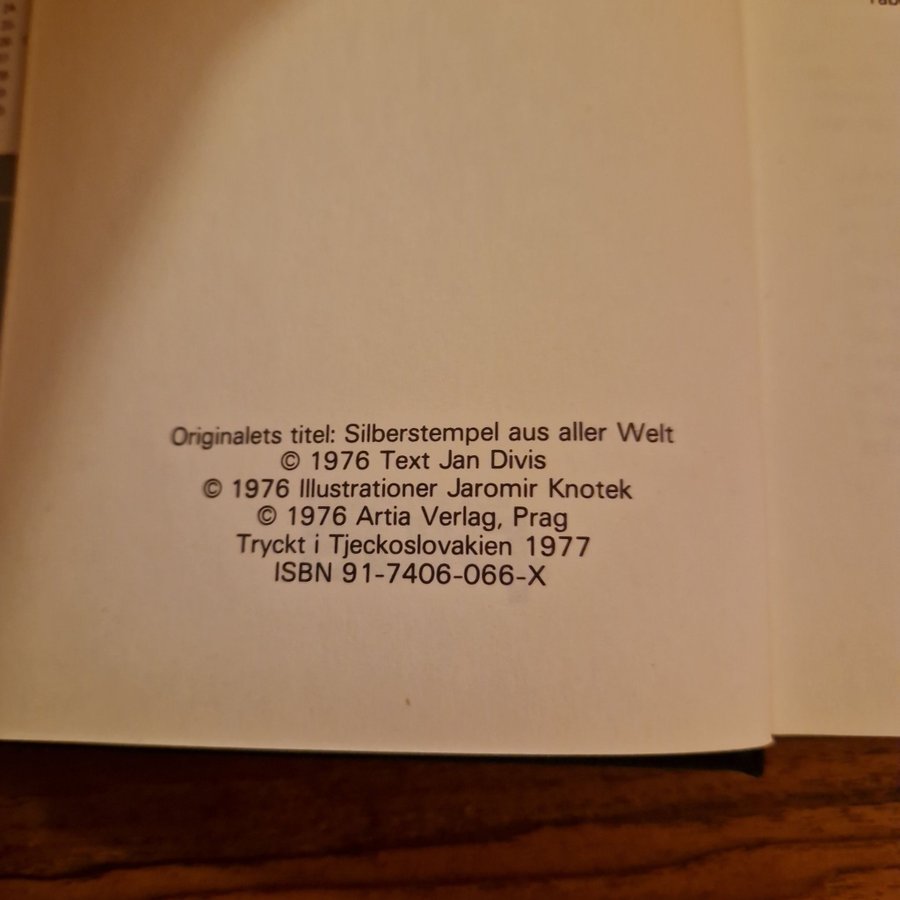 Originalets titel: Silberstempel aus aller Welt
© 1976 Text Jan Divis
© 1976 Illustrationer Jaromir Knotek
© 1976 Artia Verlag, Prag
Tryckt i Tjeckoslovakien 1977
ISBN 91-7406-066-X